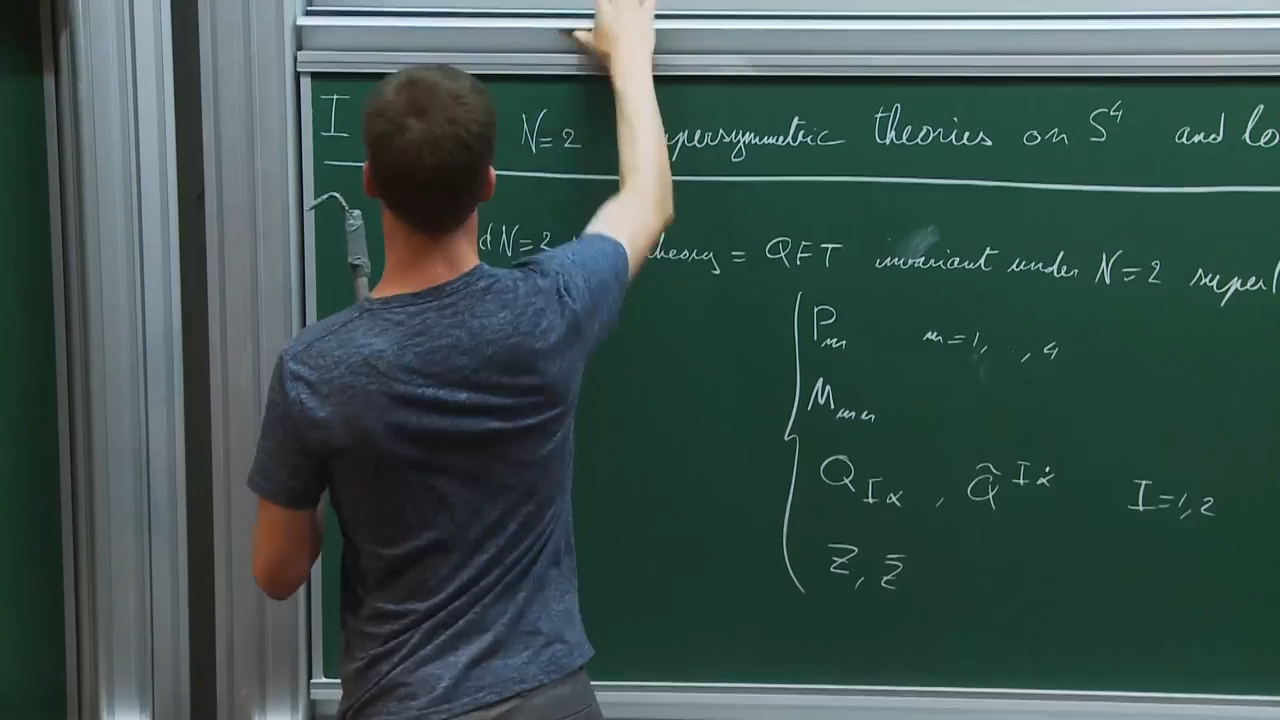 I N=2 supersymmetric theories on S⁴ and lo
d N=2 theory = QFT invariant under N=2 super
P_m m=1, .., 4
M_mn
Q_Iα , Q̃^Iα̇ I=1,2
Z, Z̄